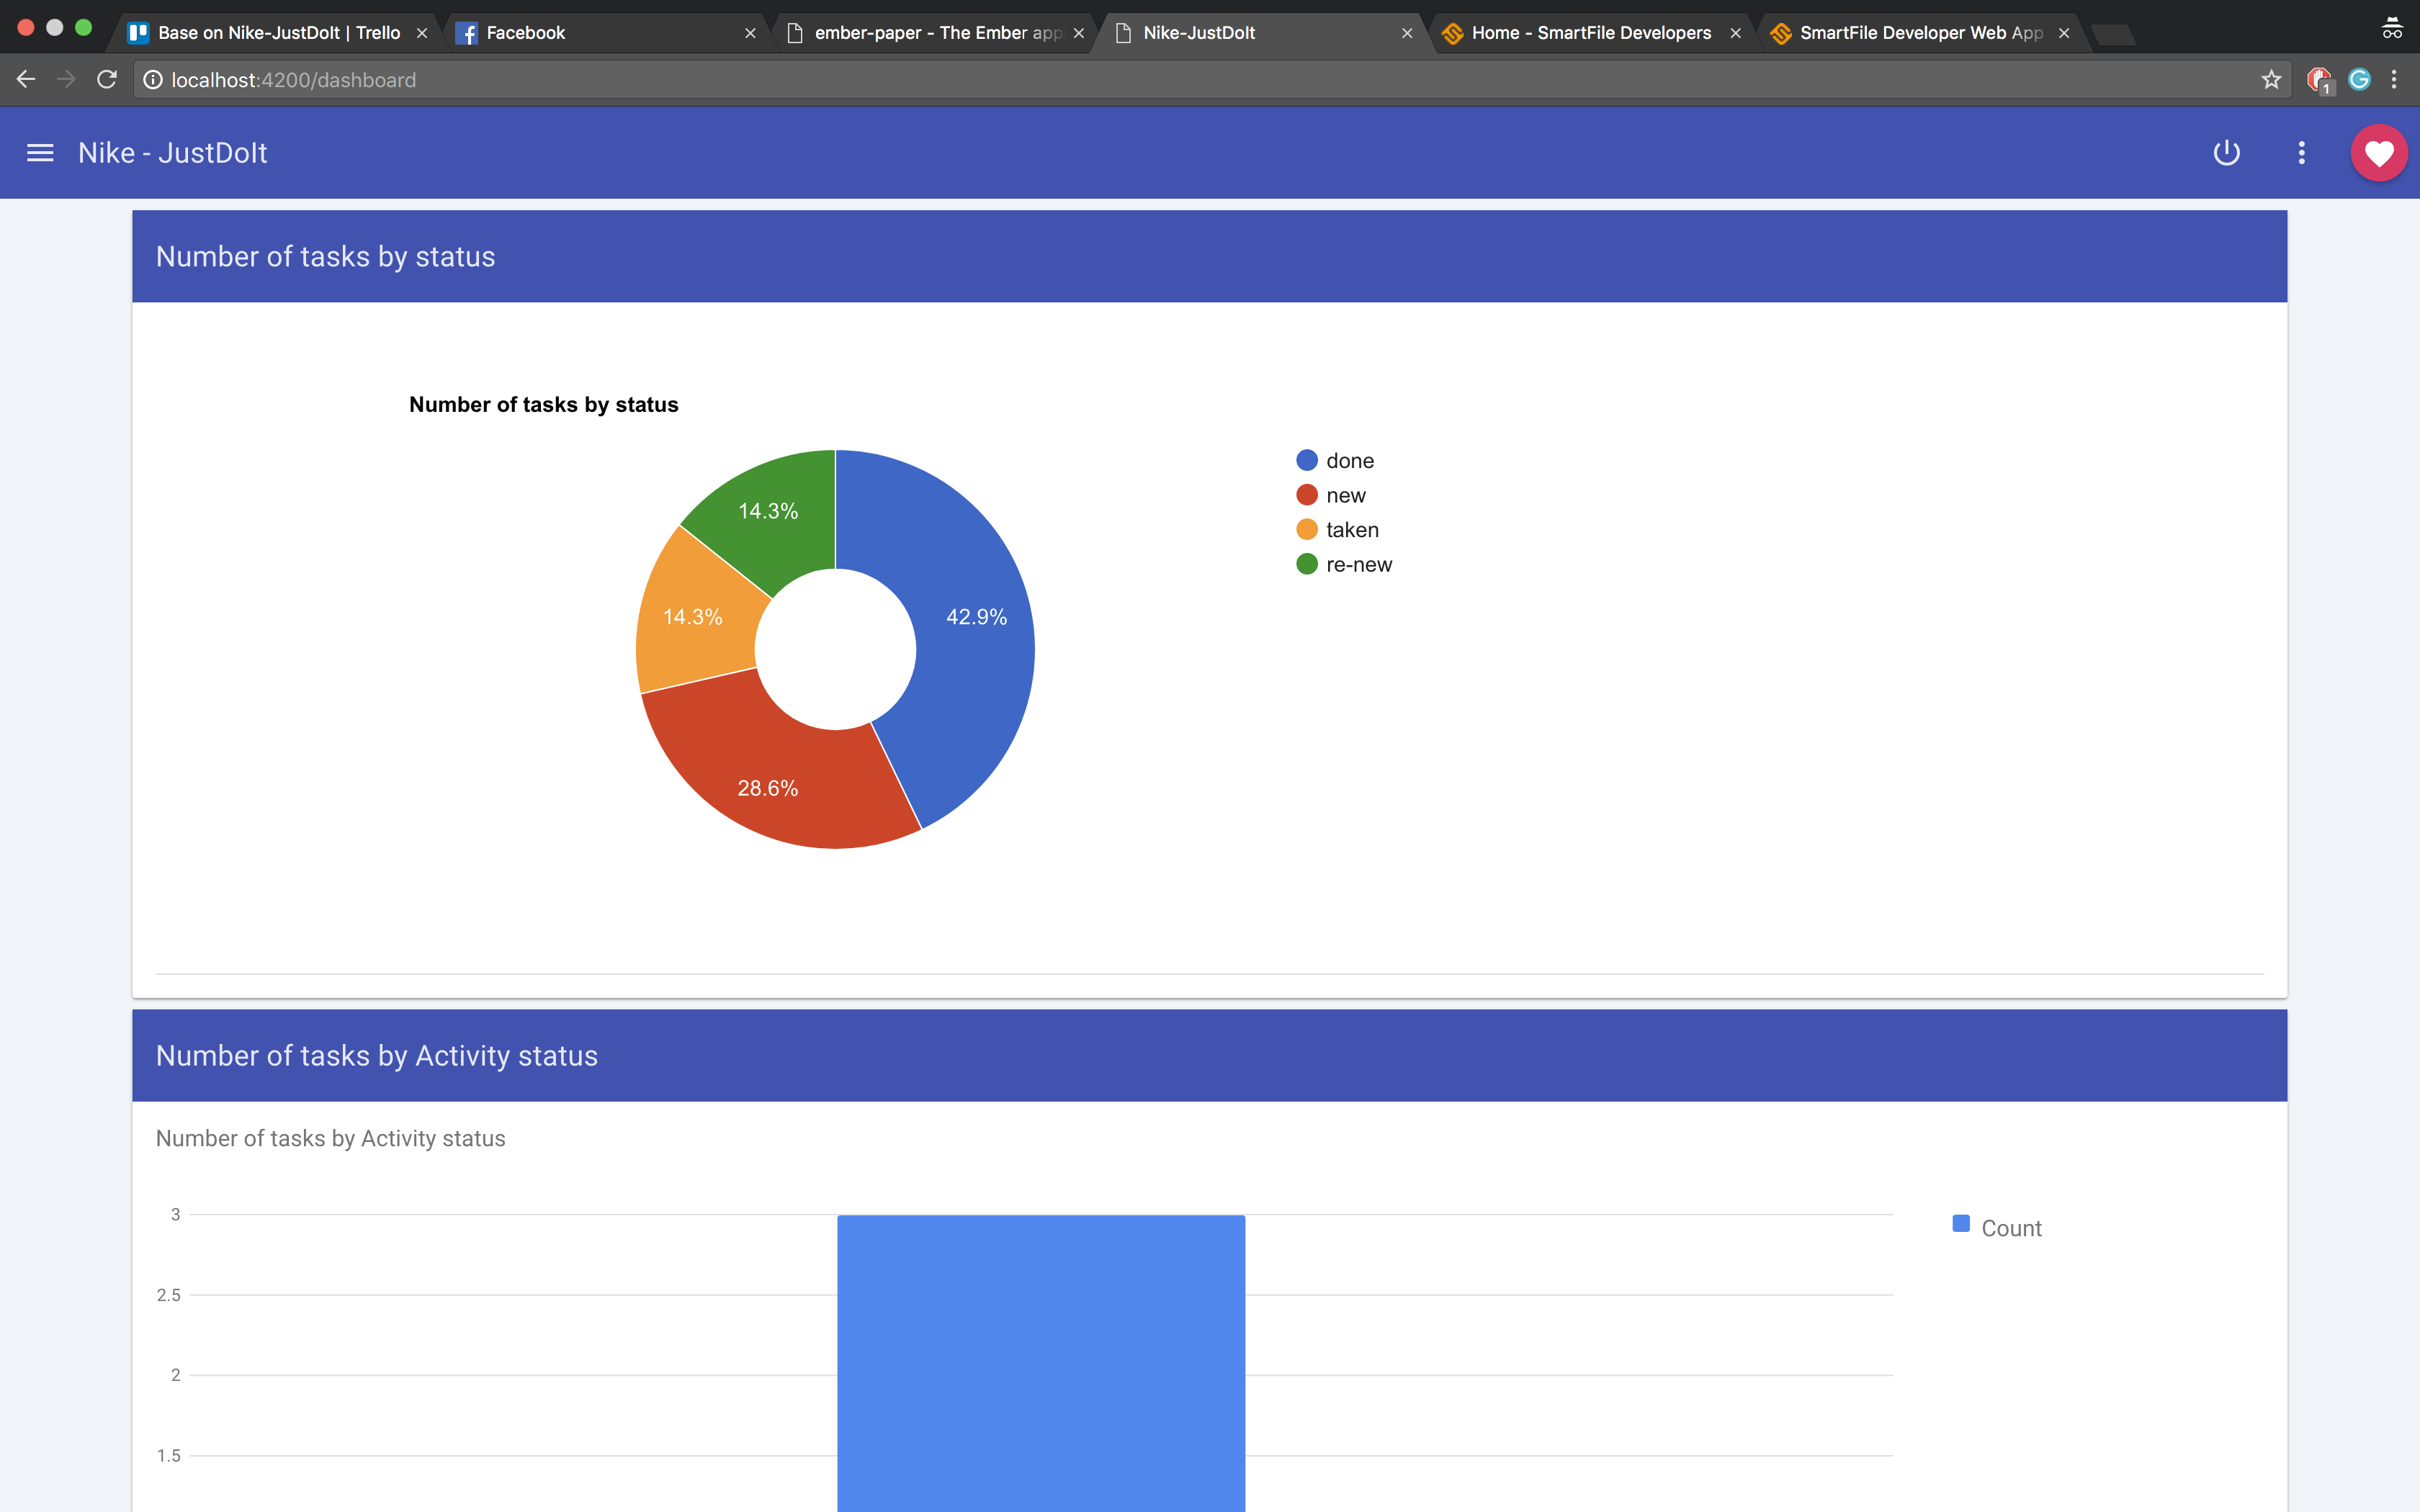 Base on Nike-JustDoIt | Trello
Facebook
ember-paper - The Ember app
Nike-JustDoIt
Home - SmartFile Developers
SmartFile Developer Web App
localhost:4200/dashboard
1
Nike - JustDoIt
Number of tasks by status
Number of tasks by status
done
new
taken
re-new
14.3%
14.3%
42.9%
28.6%
Number of tasks by Activity status
Number of tasks by Activity status
3
Count
2.5
2
1.5